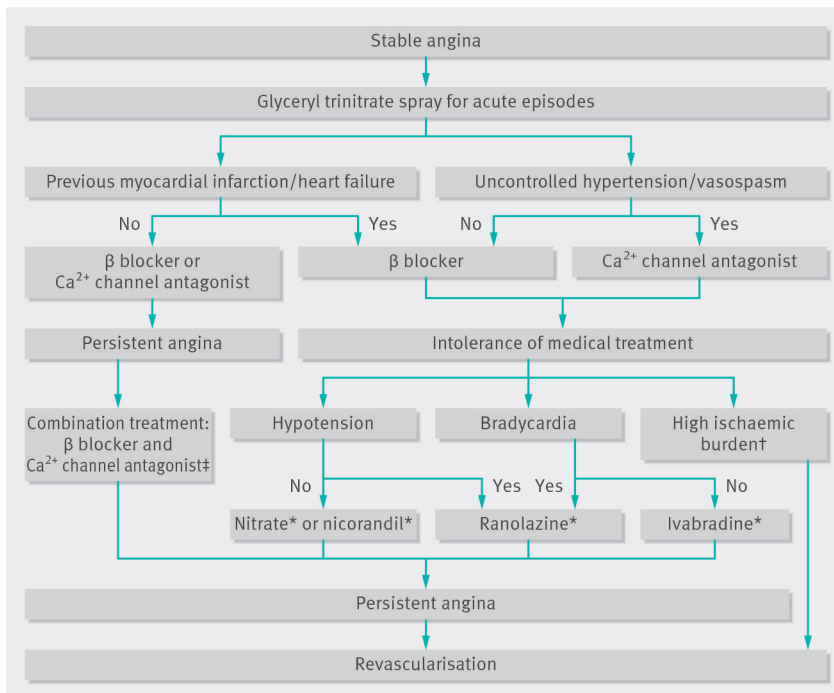 Stable angina
Glyceryl trinitrate spray for acute episodes
Previous myocardial infarction/heart failure
Uncontrolled hypertension/vasospasm
No
Yes
No
Yes
β blocker or
Ca²⁺ channel antagonist
β blocker
Ca²⁺ channel antagonist
Persistent angina
Intolerance of medical treatment
Combination treatment:
β blocker and
Ca²⁺ channel antagonist‡
Hypotension
Bradycardia
High ischaemic
burden†
No
Yes
Yes
No
Nitrate* or nicorandil*
Ranolazine*
Ivabradine*
Persistent angina
Revascularisation